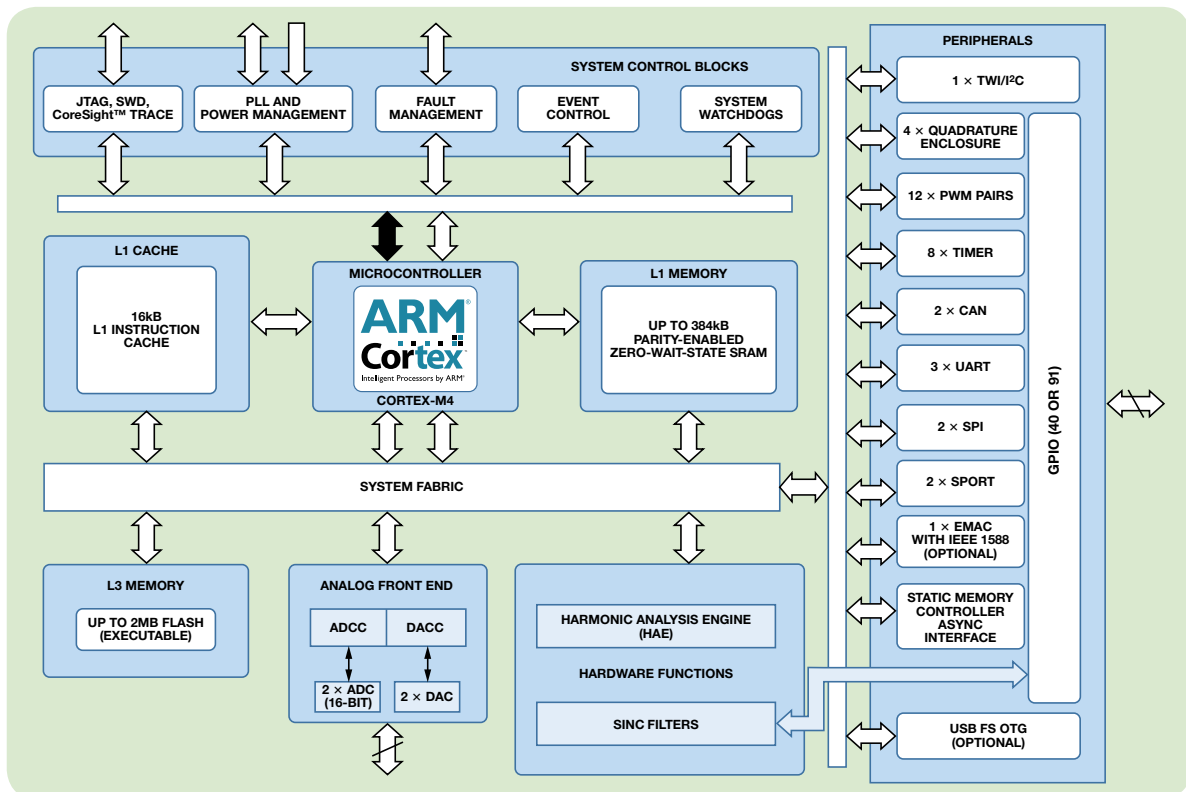 SYSTEM CONTROL BLOCKS
JTAG, SWD,
CoreSight™ TRACE
PLL AND
POWER MANAGEMENT
FAULT
MANAGEMENT
EVENT
CONTROL
SYSTEM
WATCHDOGS
L1 CACHE
16kB
L1 INSTRUCTION
CACHE
MICROCONTROLLER
ARM®
Cortex
Intelligent Processors by ARM®
CORTEX-M4
L1 MEMORY
UP TO 384kB
PARITY-ENABLED
ZERO-WAIT-STATE SRAM
SYSTEM FABRIC
L3 MEMORY
UP TO 2MB FLASH
(EXECUTABLE)
ANALOG FRONT END
ADCC
DACC
2 × ADC
(16-BIT)
2 × DAC
HARMONIC ANALYSIS ENGINE
(HAE)
HARDWARE FUNCTIONS
SINC FILTERS
PERIPHERALS
1 × TWI/I²C
4 × QUADRATURE
ENCLOSURE
12 × PWM PAIRS
8 × TIMER
2 × CAN
3 × UART
2 × SPI
2 × SPORT
1 × EMAC
WITH IEEE 1588
(OPTIONAL)
STATIC MEMORY
CONTROLLER
ASYNC
INTERFACE
USB FS OTG
(OPTIONAL)
GPIO (40 OR 91)